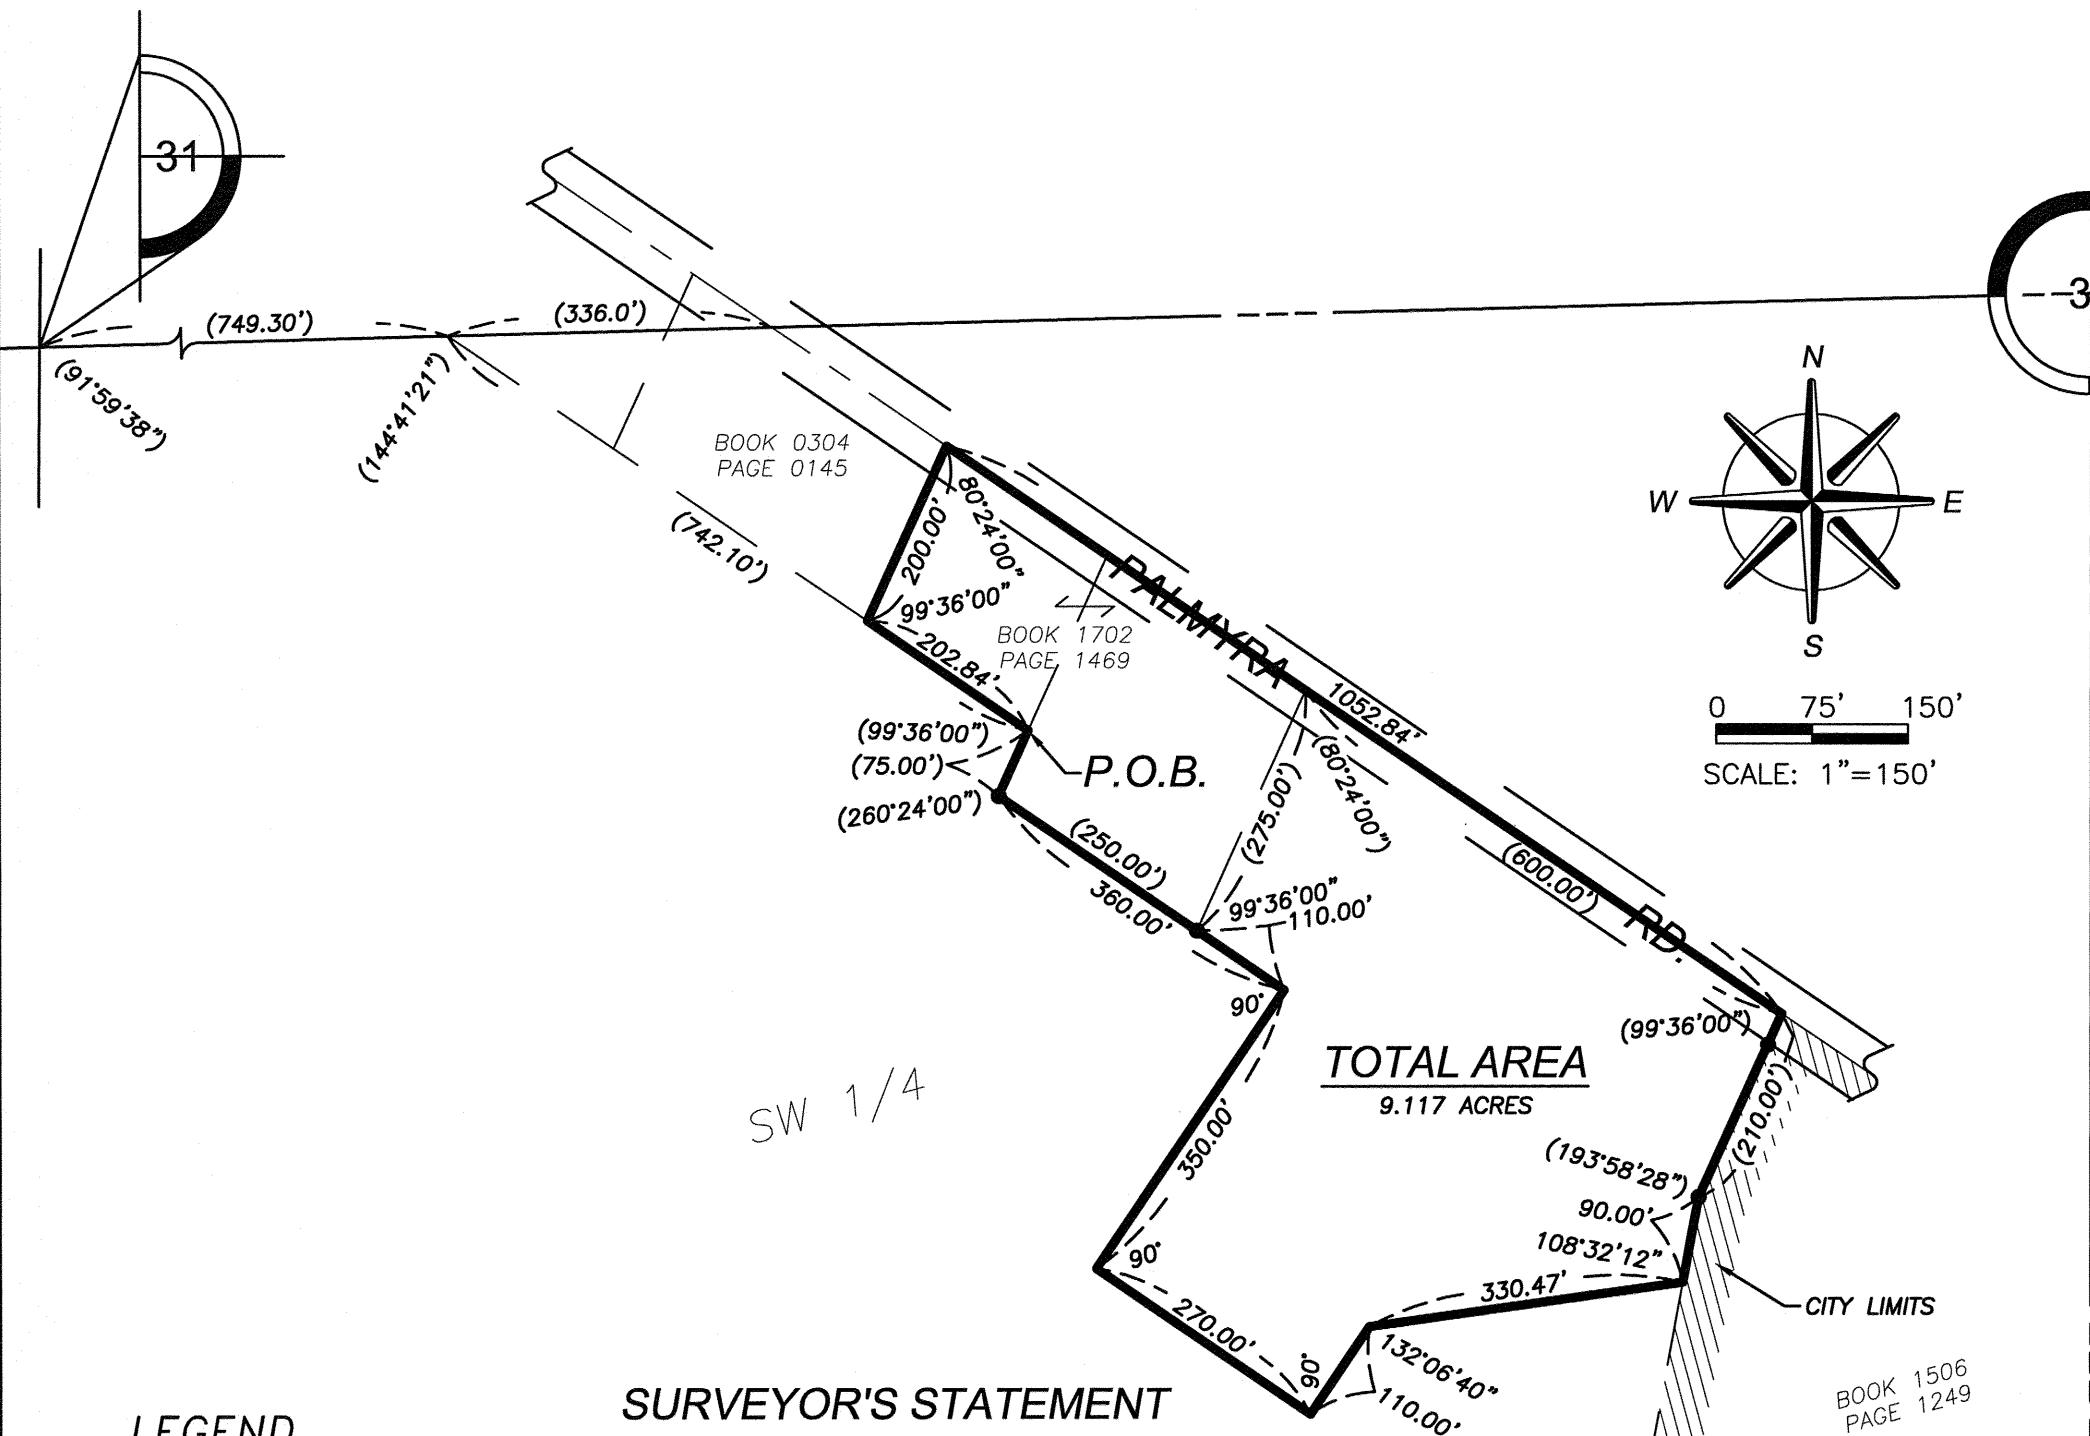 31
3
(749.30')
(336.0')
(91°59'38")
(144°41'21")
N
W
E
S
BOOK 0304
PAGE 0145
(742.10')
200.00'
80°24'00"
99°36'00"
202.84'
BOOK 1702
PAGE 1469
PALMYRA RD.
1052.84'
0 75' 150'
SCALE: 1"=150'
(99°36'00")
(75.00')
(260°24'00")
P.O.B.
(275.00')
(80°24'00")
(250.00')
360.00'
99°36'00"
110.00'
(600.00')
90°
(99°36'00")
TOTAL AREA
9.117 ACRES
(210.00')
SW 1/4
350.00'
(193°58'28")
90.00'
108°32'12"
90°
330.47'
270.00'
CITY LIMITS
90°
132°06'40"
110.00'
BOOK 1506
PAGE 1249
SURVEYOR'S STATEMENT
LEGEND